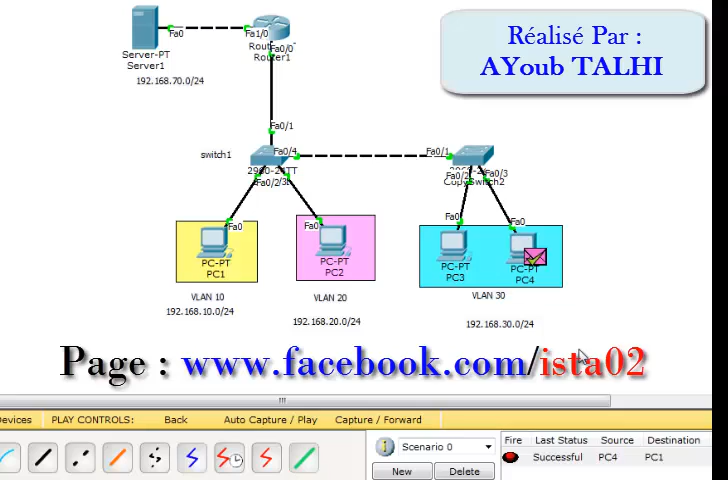 Réalisé Par :
AYoub TALHI
Fa0
Fa1/0
Server-PT
Server1
Fa0/0
Router1
192.168.70.0/24
Fa0/1
switch1
Fa0/4
Fa0/1
Fa0/2
Fa0/2
Fa0/3
Copy Switch2
Fa0
Fa0
Fa0
Fa0
PC-PT
PC1
PC-PT
PC2
PC-PT
PC3
PC-PT
PC4
VLAN 10
VLAN 20
VLAN 30
192.168.10.0/24
192.168.20.0/24
192.168.30.0/24
Page : www.facebook.com/ista02
Devices
PLAY CONTROLS:
Back
Auto Capture / Play
Capture / Forward
Scenario 0
New
Delete
Fire
Last Status
Source
Destination
Successful
PC4
PC1